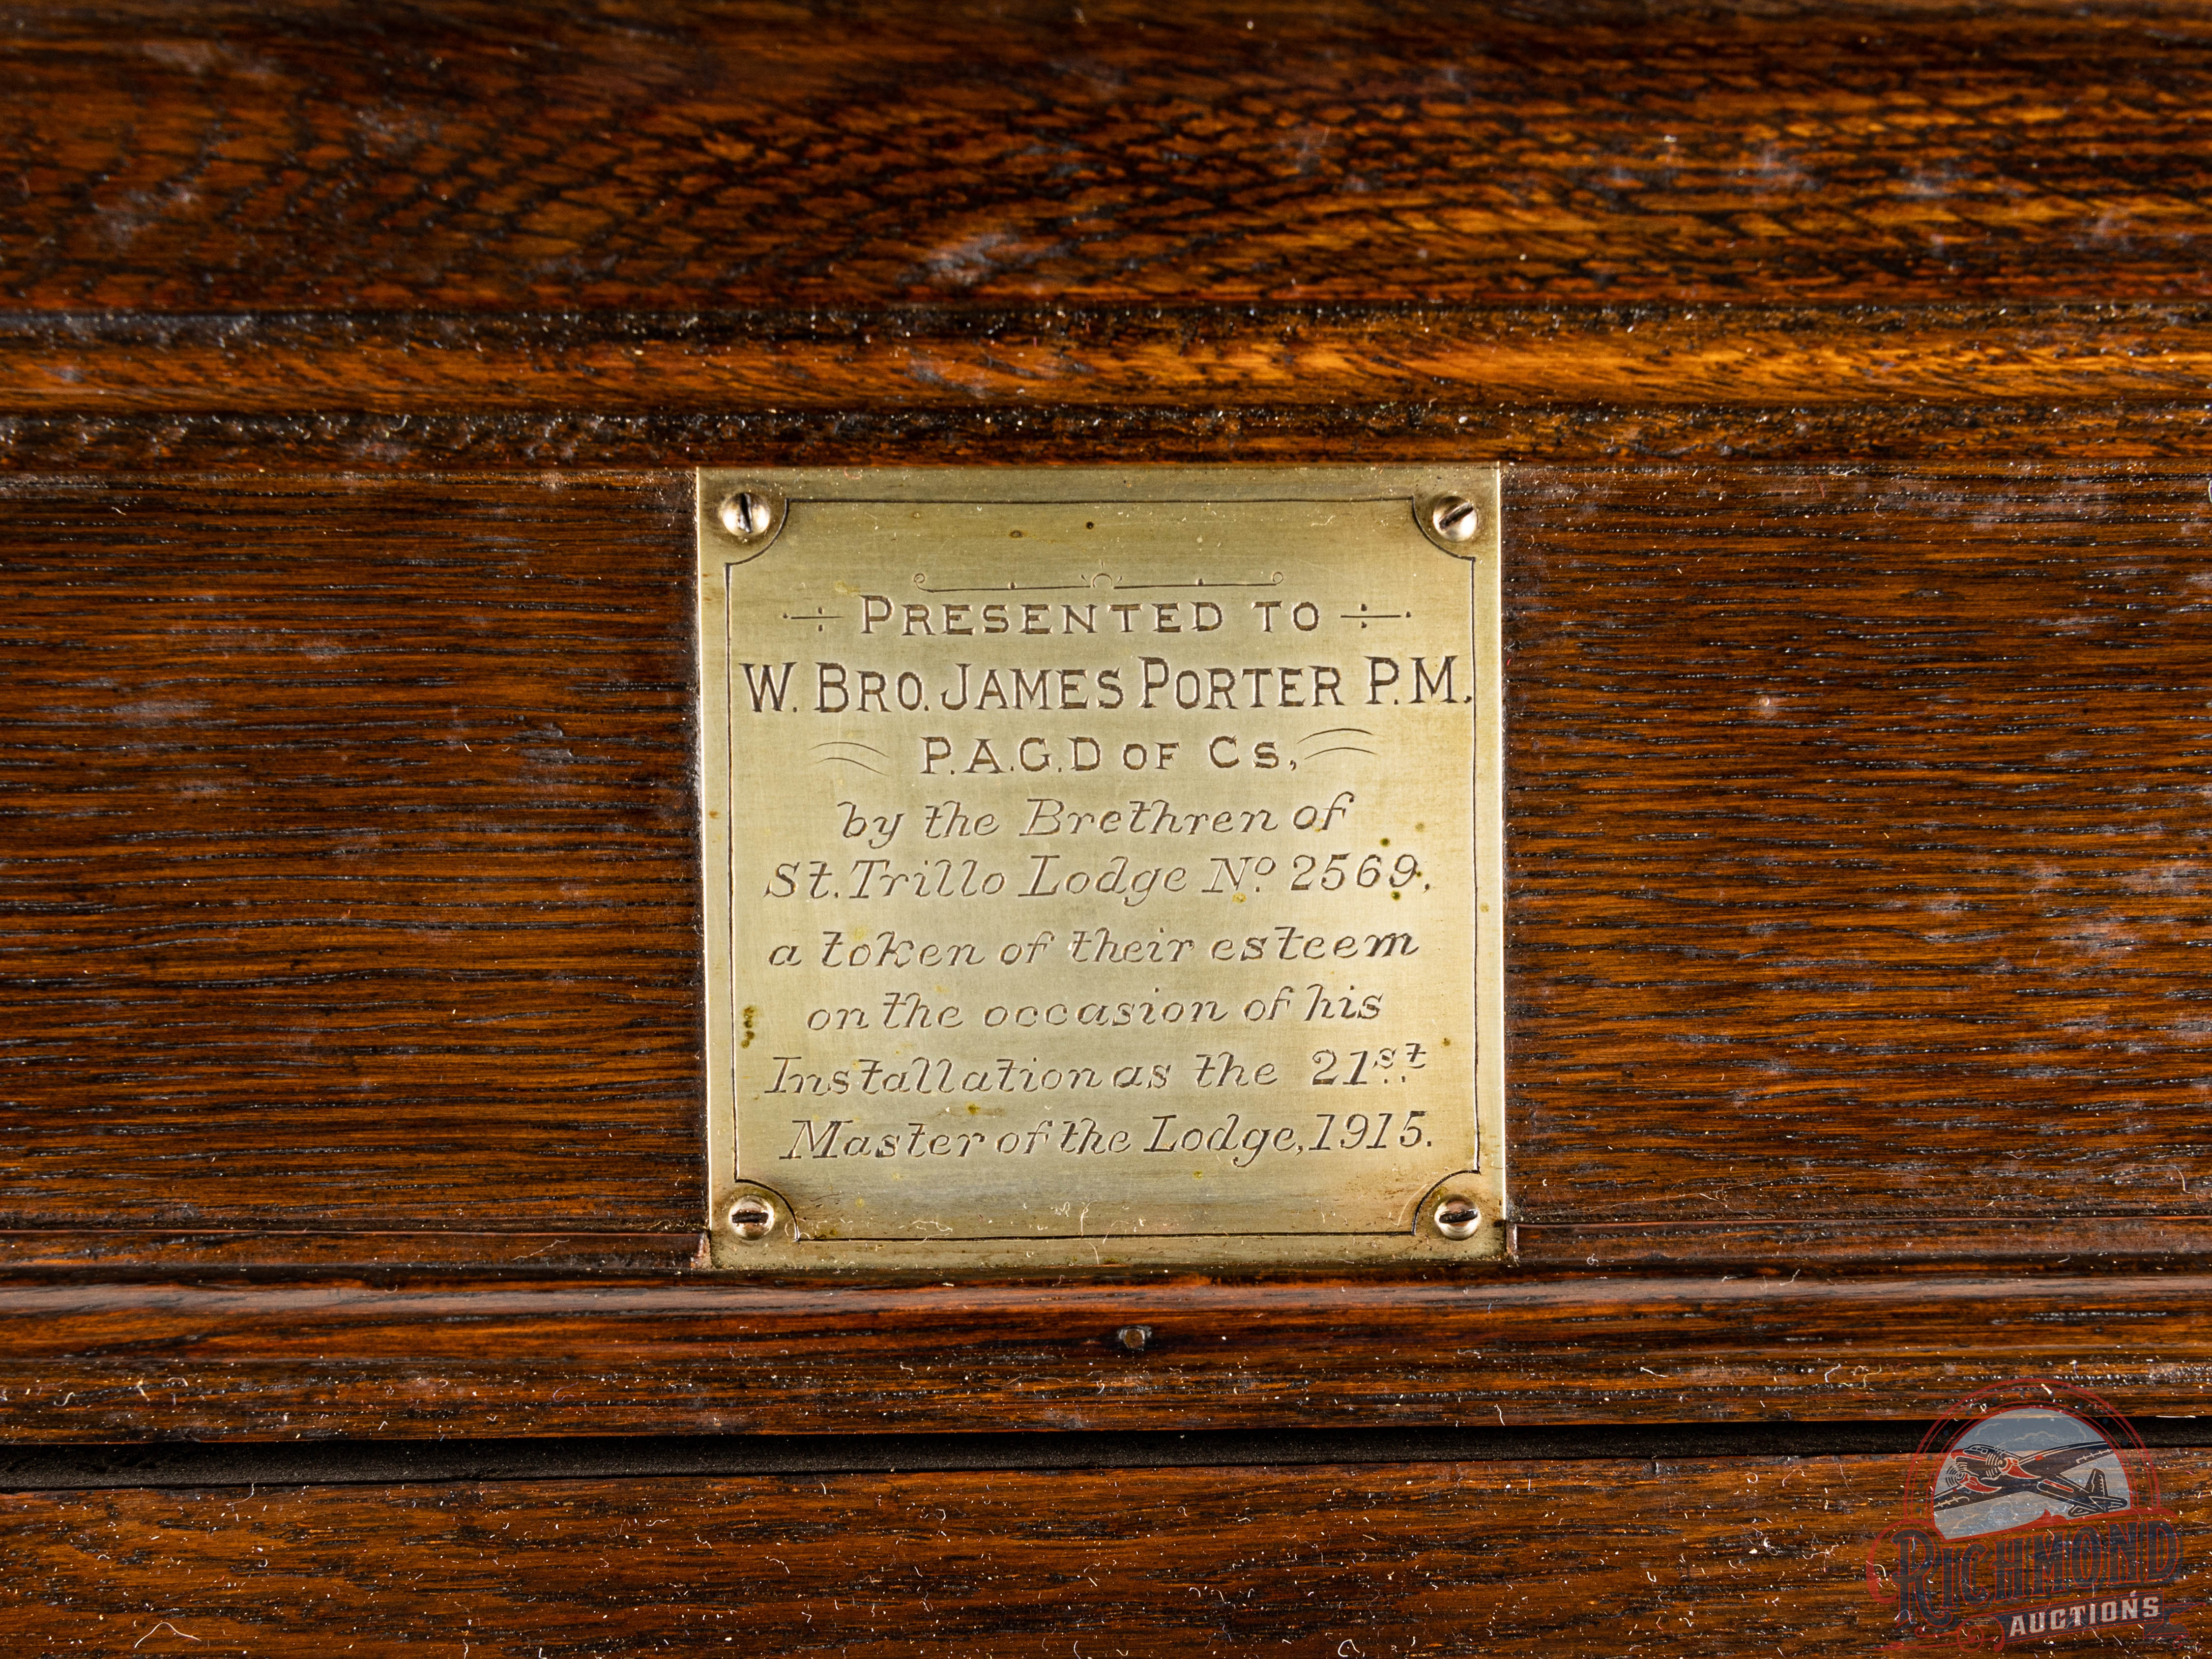 PRESENTED TO
W. BRO. JAMES PORTER P.M.
P.A.G.D OF CS,
by the Brethren of
St. Trillo Lodge No. 2569,
a token of their esteem
on the occasion of his
Installation as the 21st
Master of the Lodge, 1915.
RICHMOND
AUCTIONS